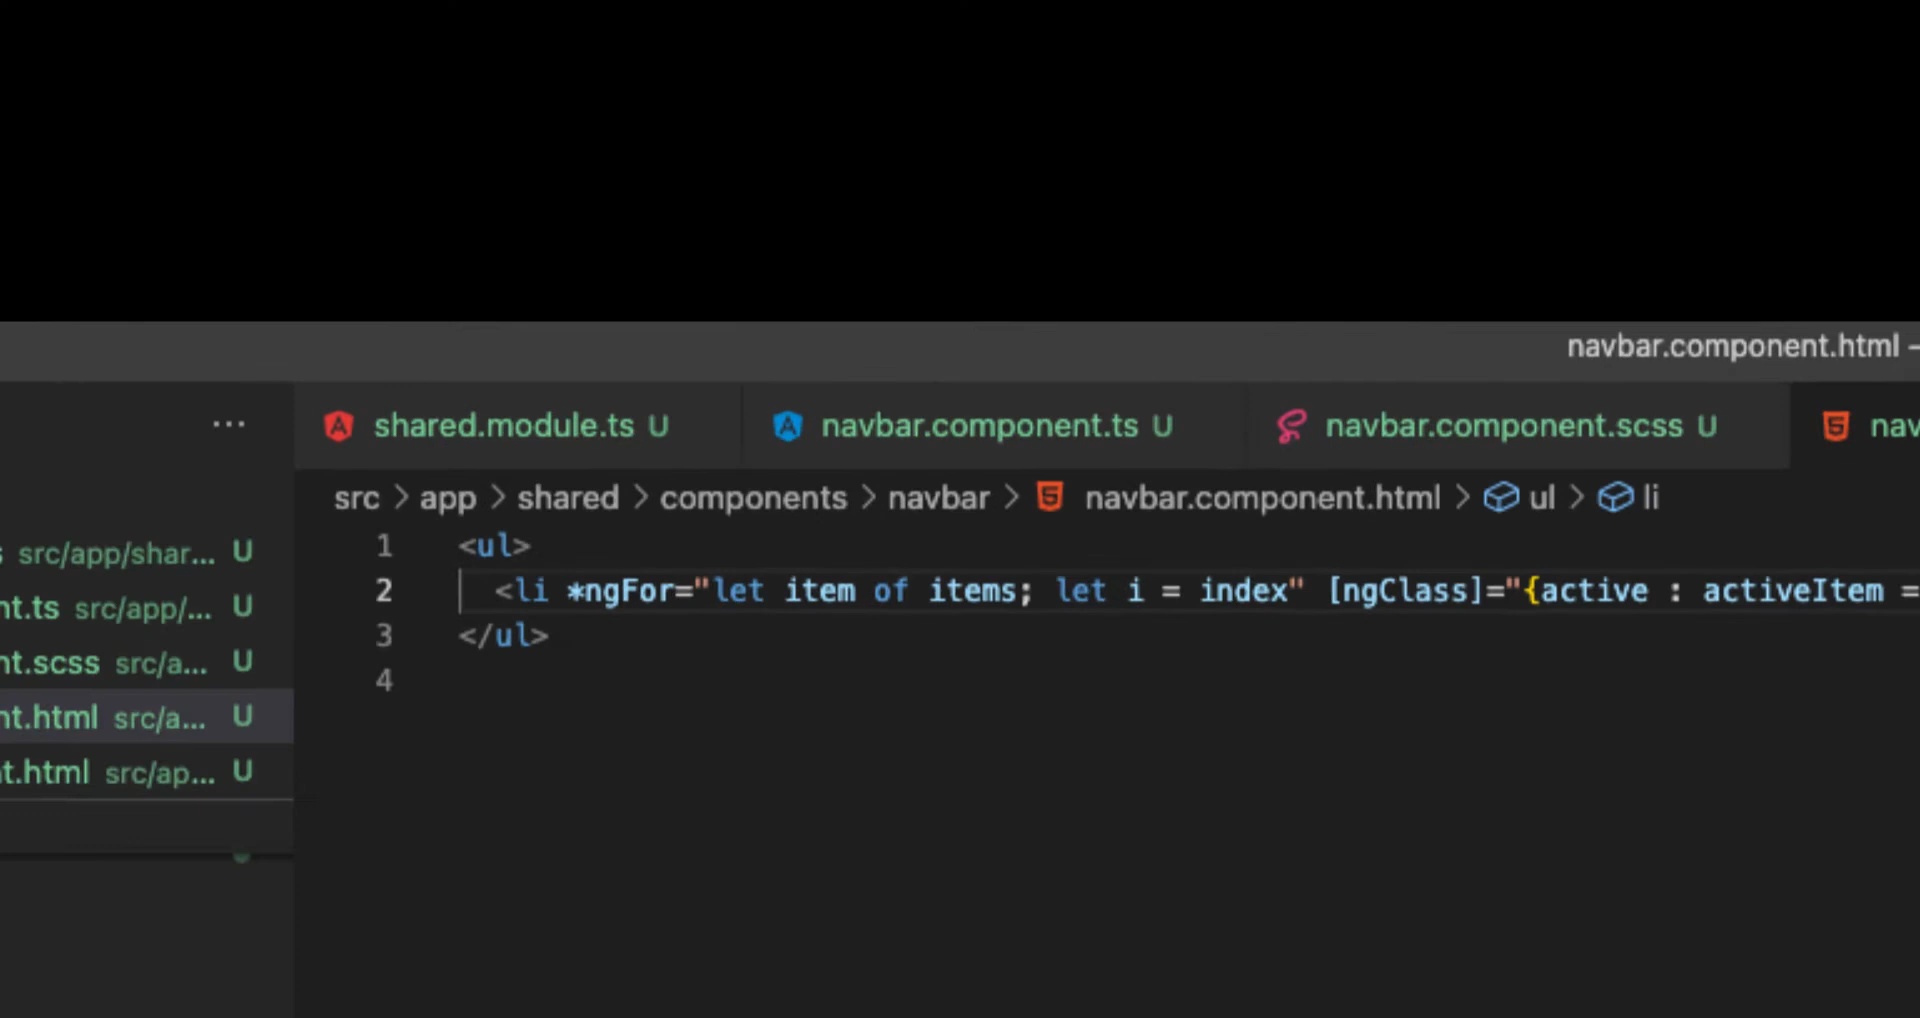 navbar.component.html –
... shared.module.ts U navbar.component.ts U navbar.component.scss U nav
src > app > shared > components > navbar > navbar.component.html > ul > li
s src/app/shar... U
nt.ts src/app/... U
nt.scss src/a... U
nt.html src/a... U
t.html src/ap... U
1 <ul>
2 <li *ngFor="let item of items; let i = index" [ngClass]="{active : activeItem =
3 </ul>
4